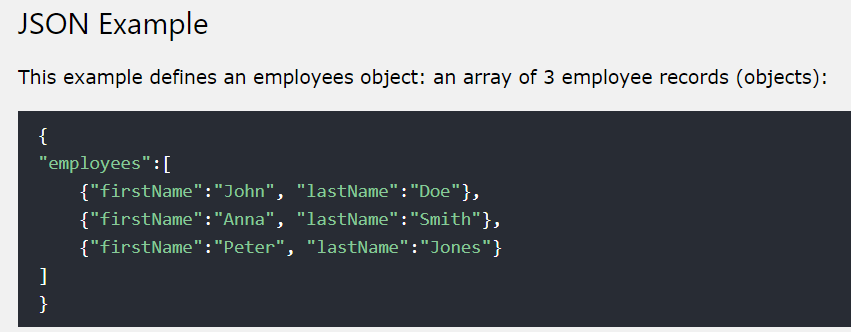 JSON Example
This example defines an employees object: an array of 3 employee records (objects):
{
"employees":[
    {"firstName":"John", "lastName":"Doe"},
    {"firstName":"Anna", "lastName":"Smith"},
    {"firstName":"Peter", "lastName":"Jones"}
]
}